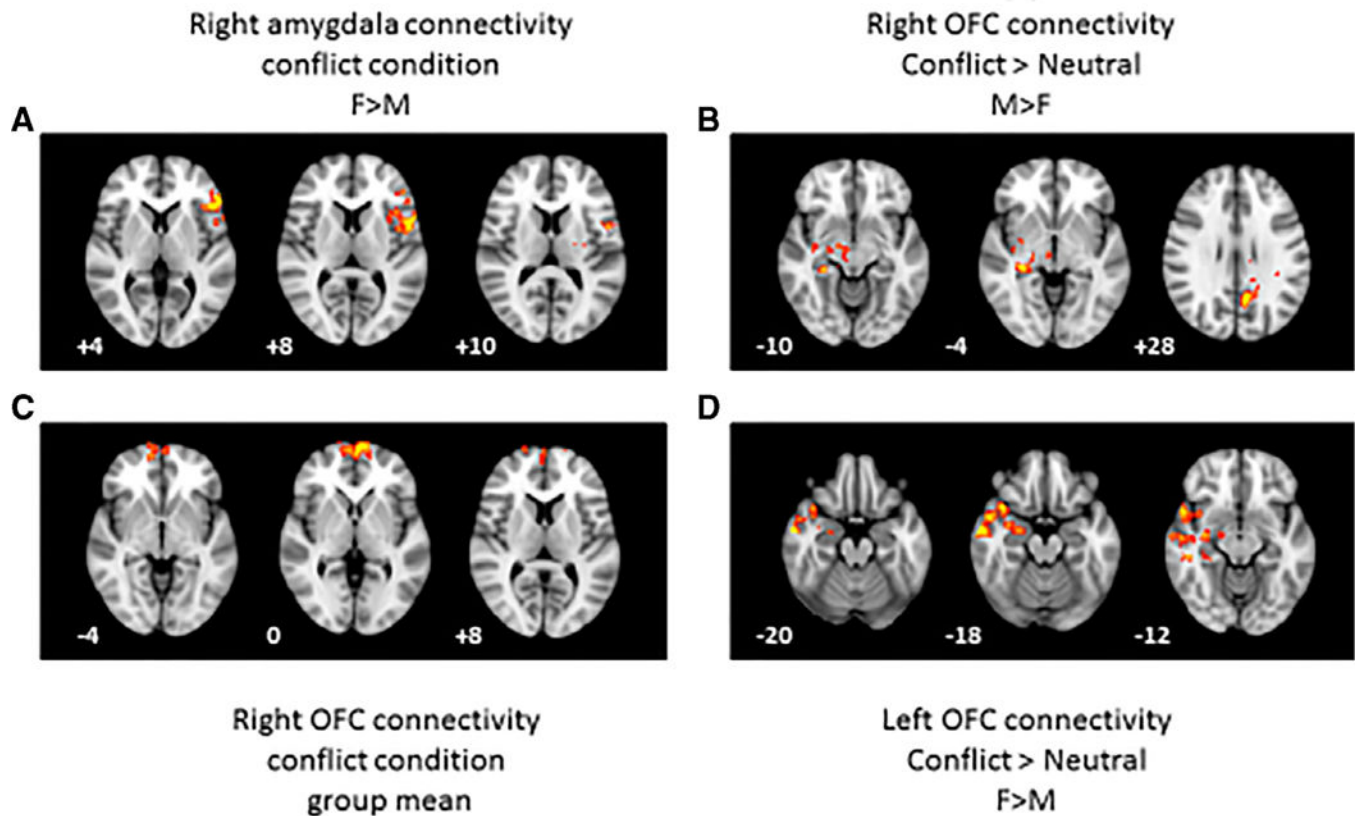 Right amygdala connectivity
conflict condition
F>M
Right OFC connectivity
Conflict > Neutral
M>F
A
+4
+8
+10
B
-10
-4
+28
C
-4
0
+8
D
-20
-18
-12
Right OFC connectivity
conflict condition
group mean
Left OFC connectivity
Conflict > Neutral
F>M